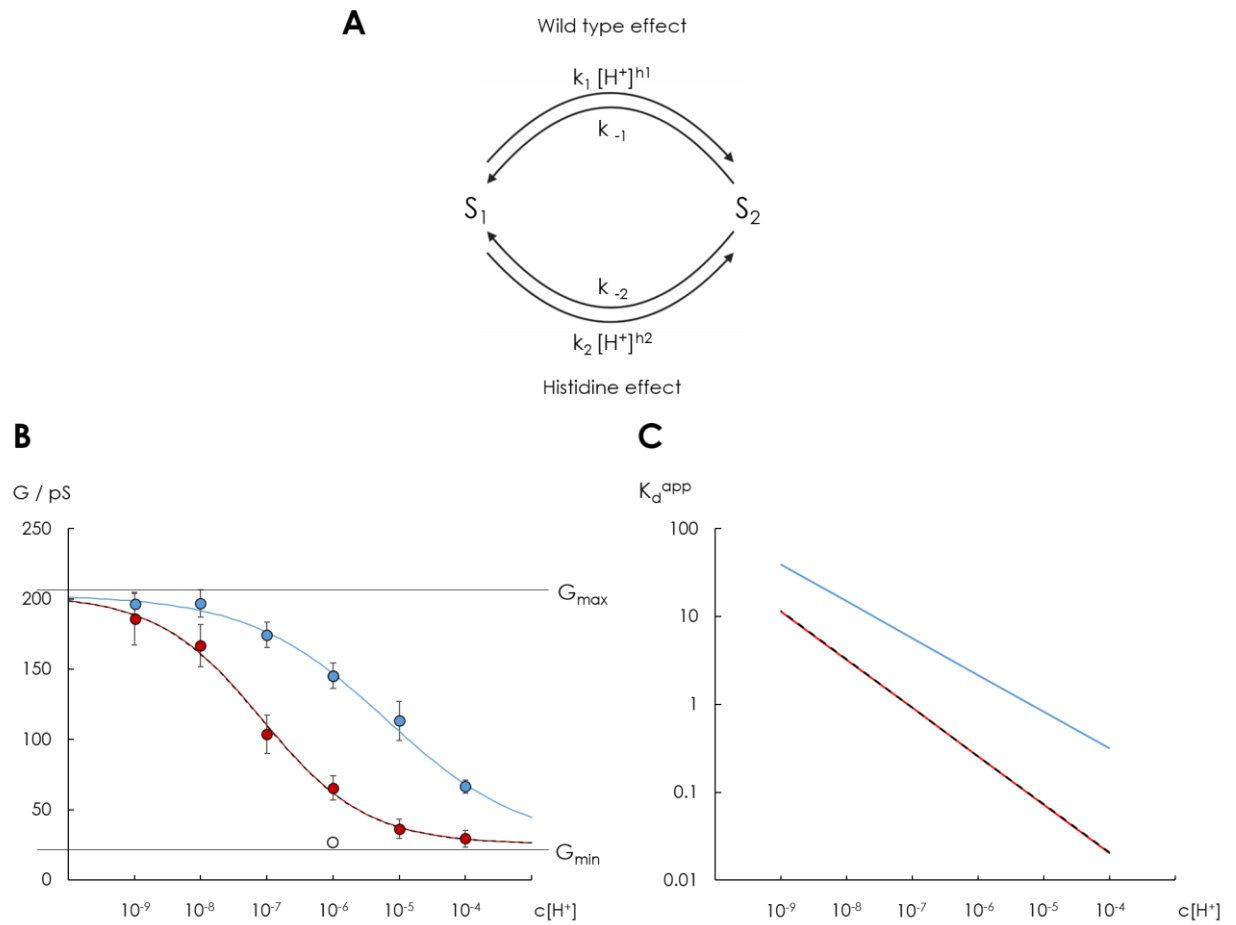 A
Wild type effect
k₁ [H⁺]ʰ¹
k ₋₁
S₁
S₂
k ₋₂
k₂ [H⁺]ʰ²
Histidine effect
B
G / pS
250
200
150
100
50
0
Gₘₐₓ
Gₘᵢₙ
10⁻⁹ 10⁻⁸ 10⁻⁷ 10⁻⁶ 10⁻⁵ 10⁻⁴ c[H⁺]
C
K_d^app
100
10
1
0.1
0.01
10⁻⁹ 10⁻⁸ 10⁻⁷ 10⁻⁶ 10⁻⁵ 10⁻⁴ c[H⁺]